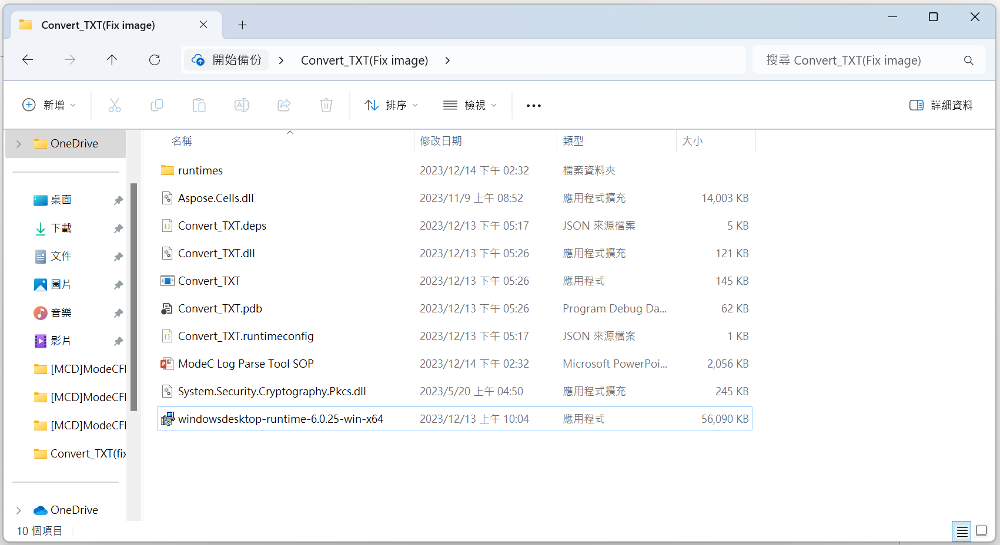 Convert_TXT(Fix image)
開始備份 Convert_TXT(Fix image) 搜尋 Convert_TXT(Fix image)
新增 排序 檢視 詳細資料
OneDrive
桌面
下載
文件
圖片
音樂
影片
[MCD]ModeCFI
[MCD]ModeCFI
[MCD]ModeCFI
Convert_TXT(fix
OneDrive
名稱 修改日期 類型 大小
runtimes 2023/12/14 下午 02:32 檔案資料夾
Aspose.Cells.dll 2023/11/9 上午 08:52 應用程式擴充 14,003 KB
Convert_TXT.deps 2023/12/13 下午 05:17 JSON 來源檔案 5 KB
Convert_TXT.dll 2023/12/13 下午 05:26 應用程式擴充 121 KB
Convert_TXT 2023/12/13 下午 05:26 應用程式 145 KB
Convert_TXT.pdb 2023/12/13 下午 05:26 Program Debug Da... 62 KB
Convert_TXT.runtimeconfig 2023/12/13 下午 05:17 JSON 來源檔案 1 KB
ModeC Log Parse Tool SOP 2023/12/14 下午 02:32 Microsoft PowerPoi... 2,056 KB
System.Security.Cryptography.Pkcs.dll 2023/5/20 上午 04:50 應用程式擴充 245 KB
windowsdesktop-runtime-6.0.25-win-x64 2023/12/13 上午 10:04 應用程式 56,090 KB
10 個項目